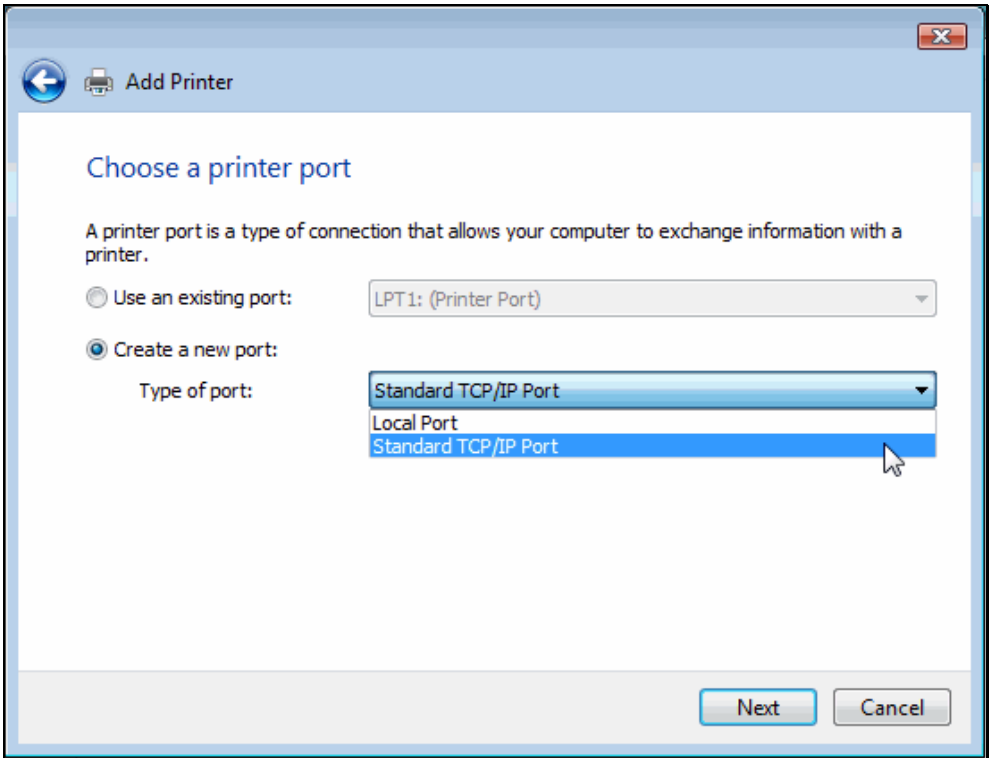 Add Printer
Choose a printer port
A printer port is a type of connection that allows your computer to exchange information with a
printer.
Use an existing port: LPT1: (Printer Port)
Create a new port:
Type of port: Standard TCP/IP Port
Local Port
Standard TCP/IP Port
Next Cancel